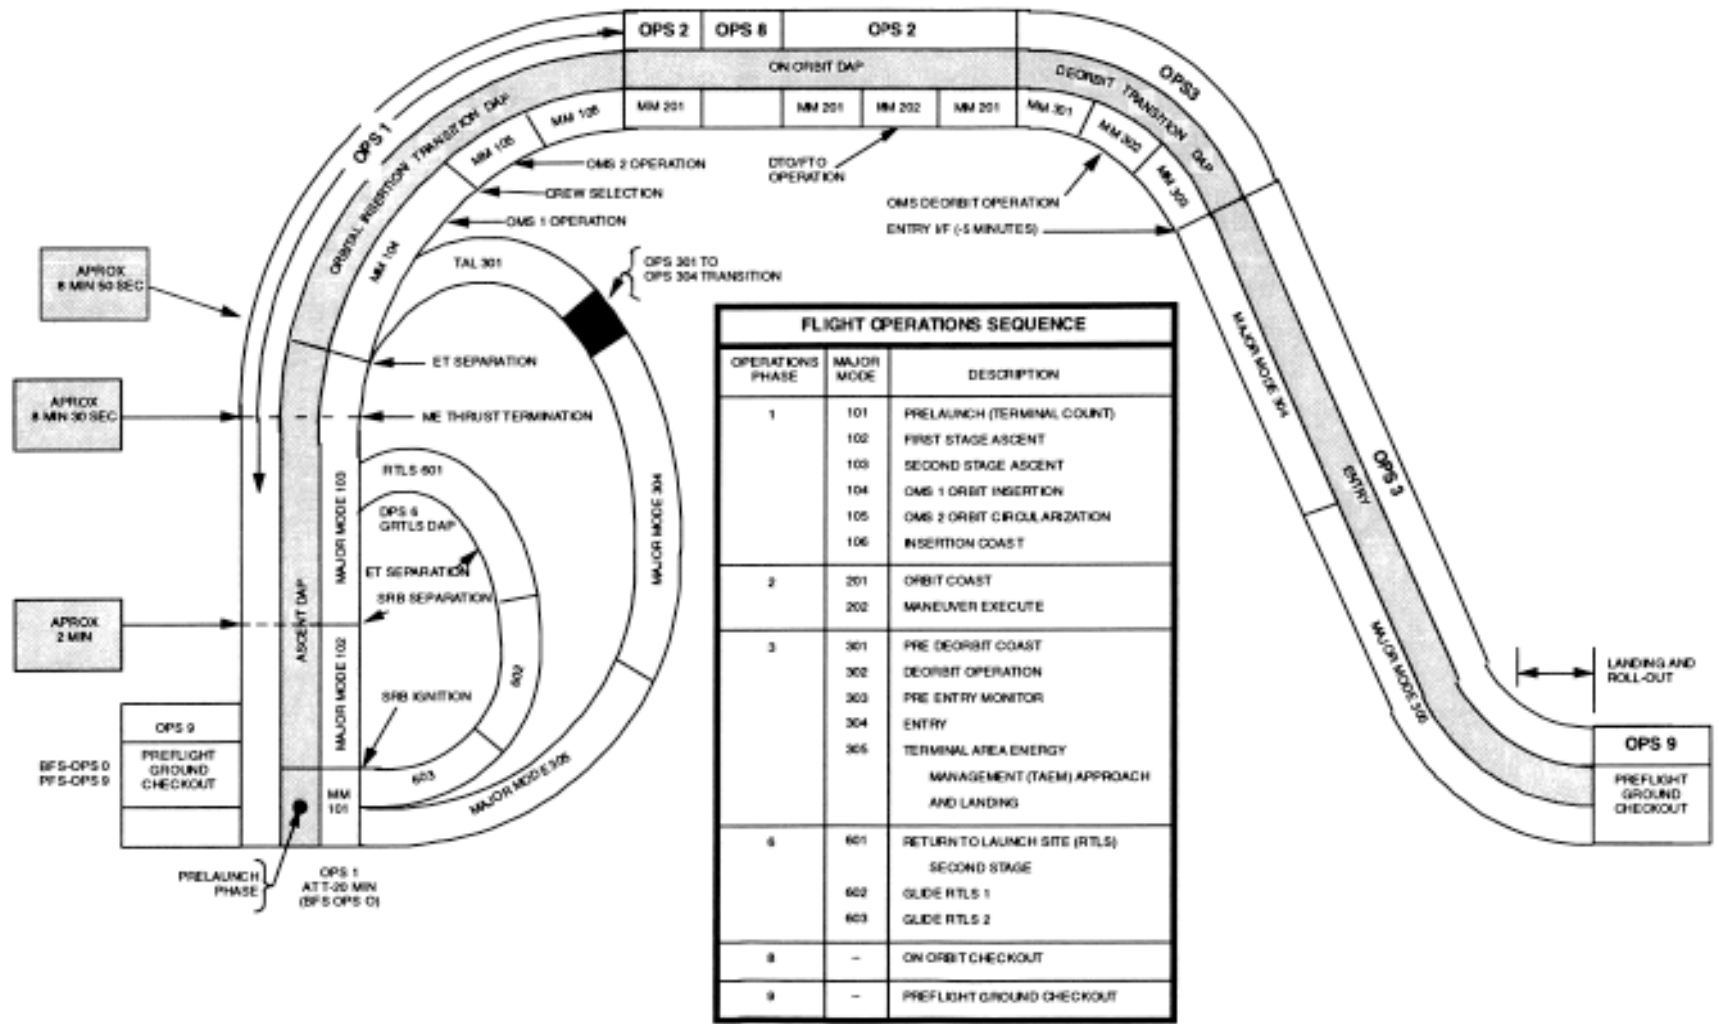 OPS 2 OPS 8 OPS 2
ON ORBIT DAP
MM 201 MM 201 MM 202 MM 201
OPS 1
ORBITAL INSERTION TRANSITION DAP
MM 104
MM 105
MM 106
DEORBIT TRANSITION DAP
OPS3
MM 301
MM 302
MM 303
OMS 2 OPERATION
CREW SELECTION
OMS 1 OPERATION
DTO/FTO
OPERATION
OMS DEORBIT OPERATION
ENTRY I/F (-5 MINUTES)
TAL 301
OPS 301 TO
OPS 304 TRANSITION
APROX
8 MIN 50 SEC
ET SEPARATION
APROX
8 MIN 30 SEC
ME THRUST TERMINATION
RTLS 601
OPS 6
GRTLS DAP
ET SEPARATION
SRB SEPARATION
APROX
2 MIN
MAJOR MODE 103
ASCENT DAP
MAJOR MODE 102
MAJOR MODE 304
602
SRB IGNITION
603
MAJOR MODE 305
OPS 9
BFS-OPS 0
PFS-OPS 9
PREFLIGHT
GROUND
CHECKOUT
MM
101
PRELAUNCH
PHASE
OPS 1
AT T-20 MIN
(BFS OPS O)
FLIGHT OPERATIONS SEQUENCE
OPERATIONS
PHASE
MAJOR
MODE
DESCRIPTION
1 101 PRELAUNCH (TERMINAL COUNT)
102 FIRST STAGE ASCENT
103 SECOND STAGE ASCENT
104 OMS 1 ORBIT INSERTION
105 OMS 2 ORBIT CIRCULARIZATION
106 INSERTION COAST
2 201 ORBIT COAST
202 MANEUVER EXECUTE
3 301 PRE DEORBIT COAST
302 DEORBIT OPERATION
303 PRE ENTRY MONITOR
304 ENTRY
305 TERMINAL AREA ENERGY
MANAGEMENT (TAEM) APPROACH
AND LANDING
6 601 RETURN TO LAUNCH SITE (RTLS)
SECOND STAGE
602 GLIDE RTLS 1
603 GLIDE RTLS 2
8 – ON ORBIT CHECKOUT
9 – PREFLIGHT GROUND CHECKOUT
MAJOR MODE 304
ENTRY
OPS 3
MAJOR MODE 305
LANDING AND
ROLL-OUT
OPS 9
PREFLIGHT
GROUND
CHECKOUT